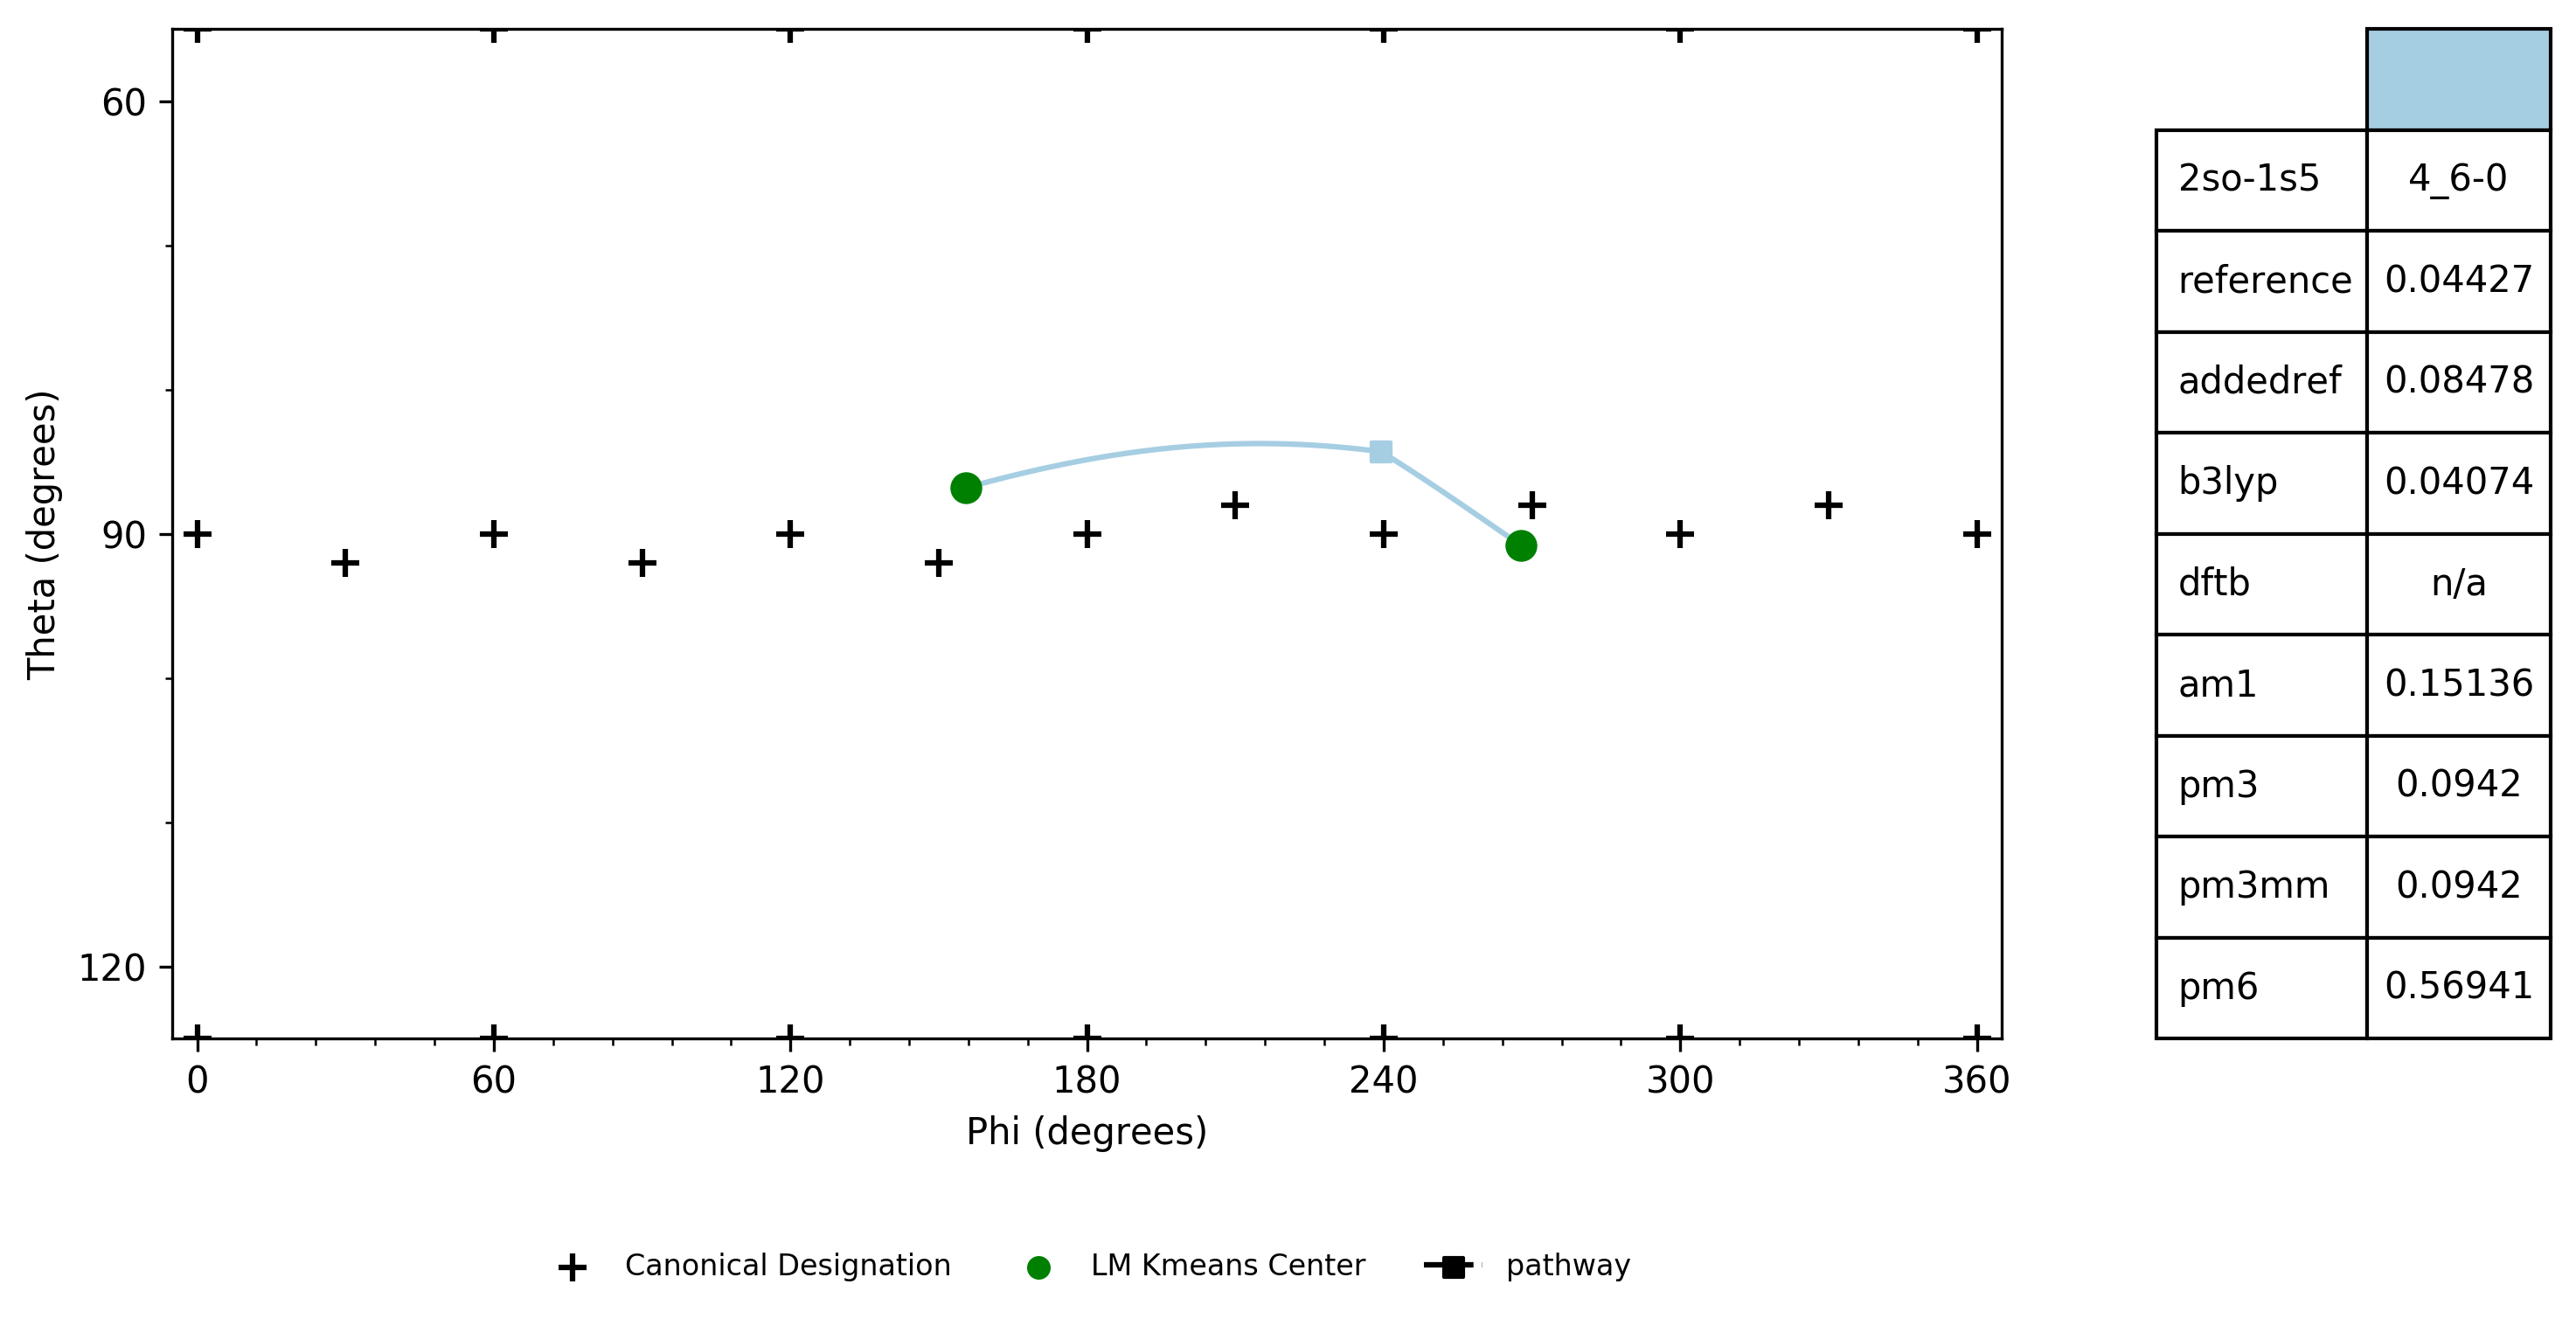 60
90
120
Theta (degrees)
0 60 120 180 240 300 360
Phi (degrees)
Canonical Designation LM Kmeans Center pathway
2so-1s5 4_6-0
reference 0.04427
addedref 0.08478
b3lyp 0.04074
dftb n/a
am1 0.15136
pm3 0.0942
pm3mm 0.0942
pm6 0.56941